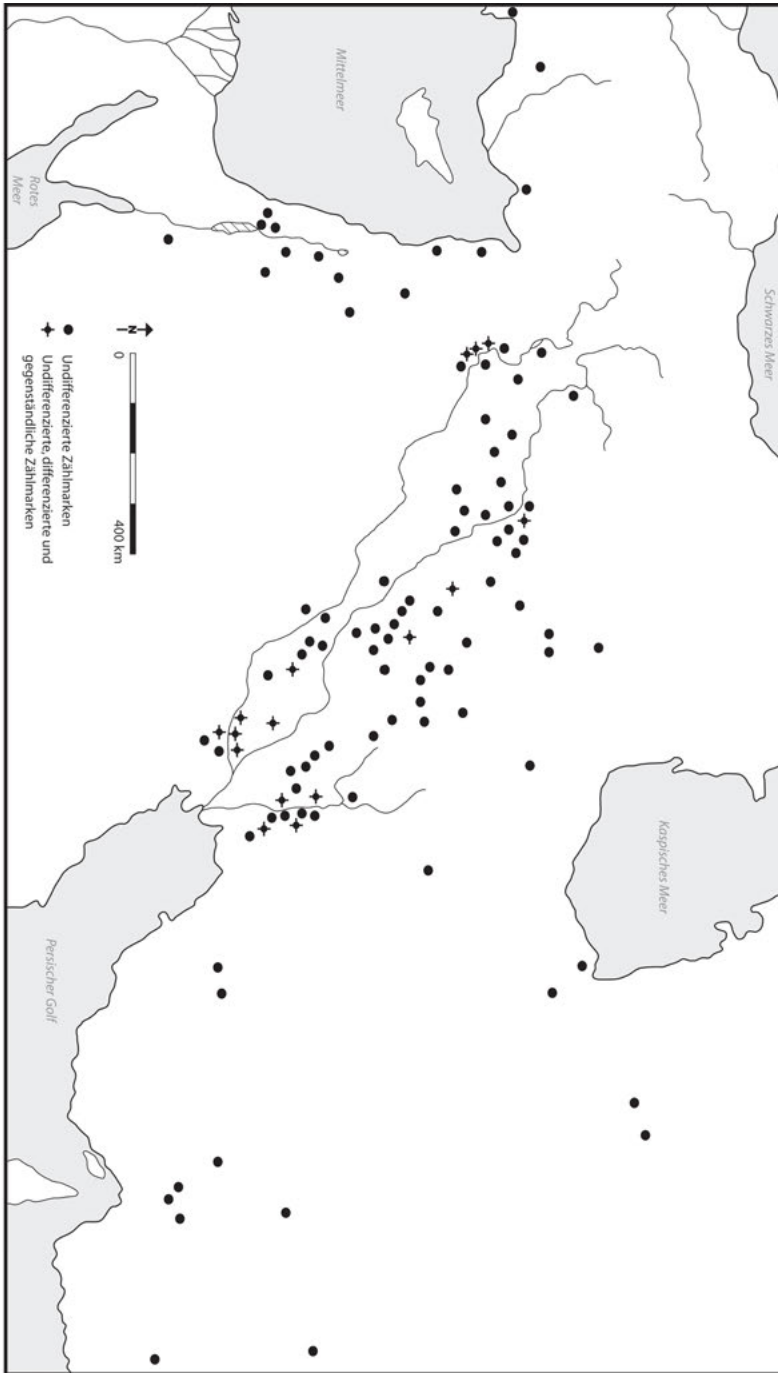 Schwarzes Meer
Kaspisches Meer
Mittelmeer
Rotes
Meer
Persischer Golf
N
0
400 km
Undifferenzierte Zählmarken
Undifferenzierte, differenzierte und
gegenständliche Zählmarken